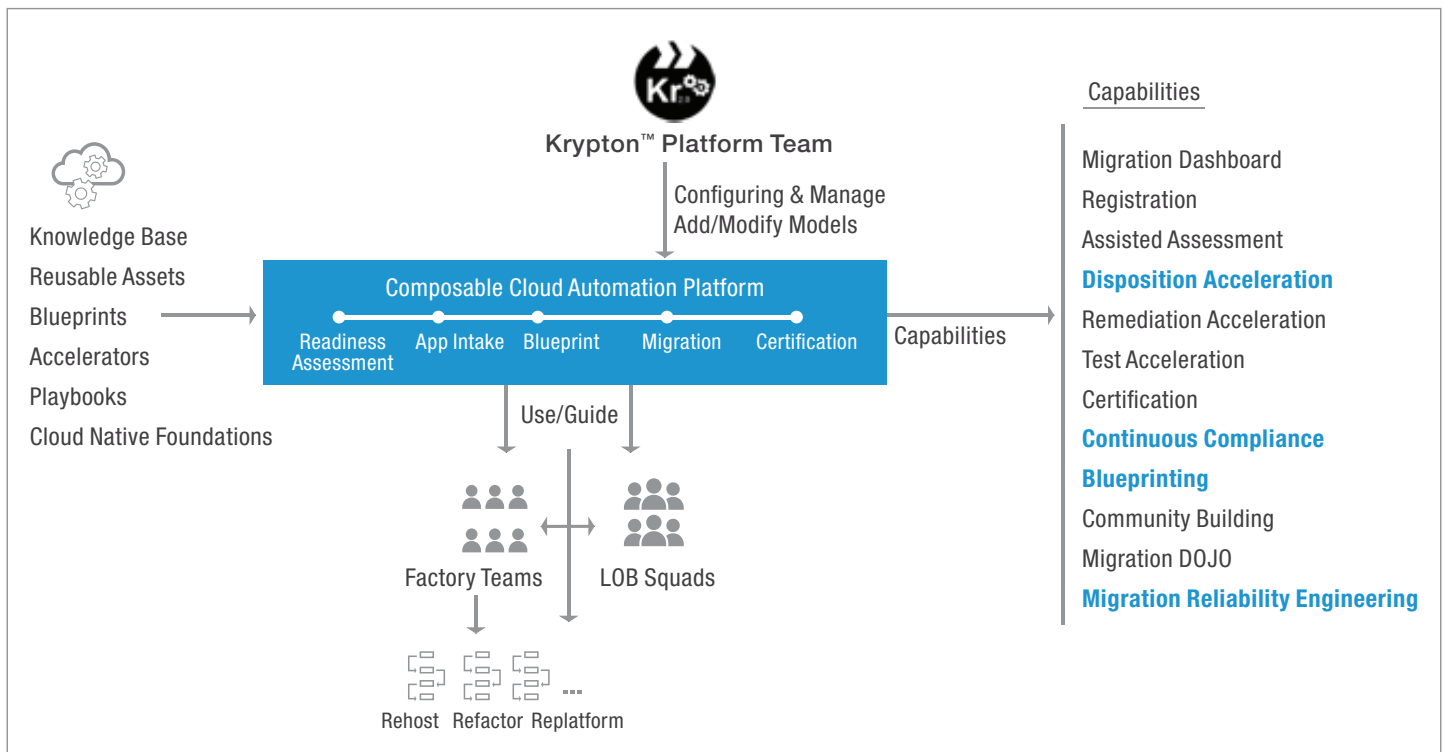 Kr
2.0
Krypton™ Platform Team
Configuring & Manage
Add/Modify Models
Knowledge Base
Reusable Assets
Blueprints
Accelerators
Playbooks
Cloud Native Foundations
Composable Cloud Automation Platform
Readiness
Assessment
App Intake
Blueprint
Migration
Certification
Capabilities
Use/Guide
Factory Teams
LOB Squads
...
Rehost
Refactor
Replatform
Capabilities
Migration Dashboard
Registration
Assisted Assessment
Disposition Acceleration
Remediation Acceleration
Test Acceleration
Certification
Continuous Compliance
Blueprinting
Community Building
Migration DOJO
Migration Reliability Engineering